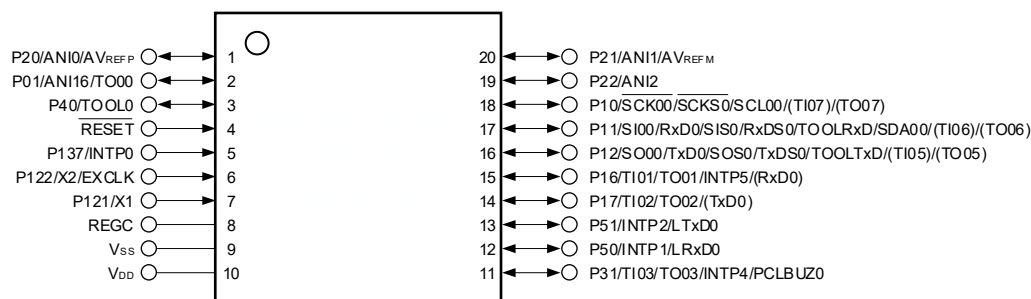 P20/ANI0/AVREFP 1
P01/ANI16/TO00 2
P40/TOOL0 3
RESET 4
P137/INTP0 5
P122/X2/EXCLK 6
P121/X1 7
REGC 8
VSS 9
VDD 10
20 P21/ANI1/AVREFM
19 P22/ANI2
18 P10/SCK00/SCKS0/SCL00/(TI07)/(TO07)
17 P11/SI00/RxD0/SIS0/RxDS0/TOOLRxD/SDA00/(TI06)/(TO06)
16 P12/SO00/TxD0/SOS0/TxDS0/TOOLTxD/(TI05)/(TO05)
15 P16/TI01/TO01/INTP5/(RxD0)
14 P17/TI02/TO02/(TxD0)
13 P51/INTP2/LTxD0
12 P50/INTP1/LRxD0
11 P31/TI03/TO03/INTP4/PCLBUZ0